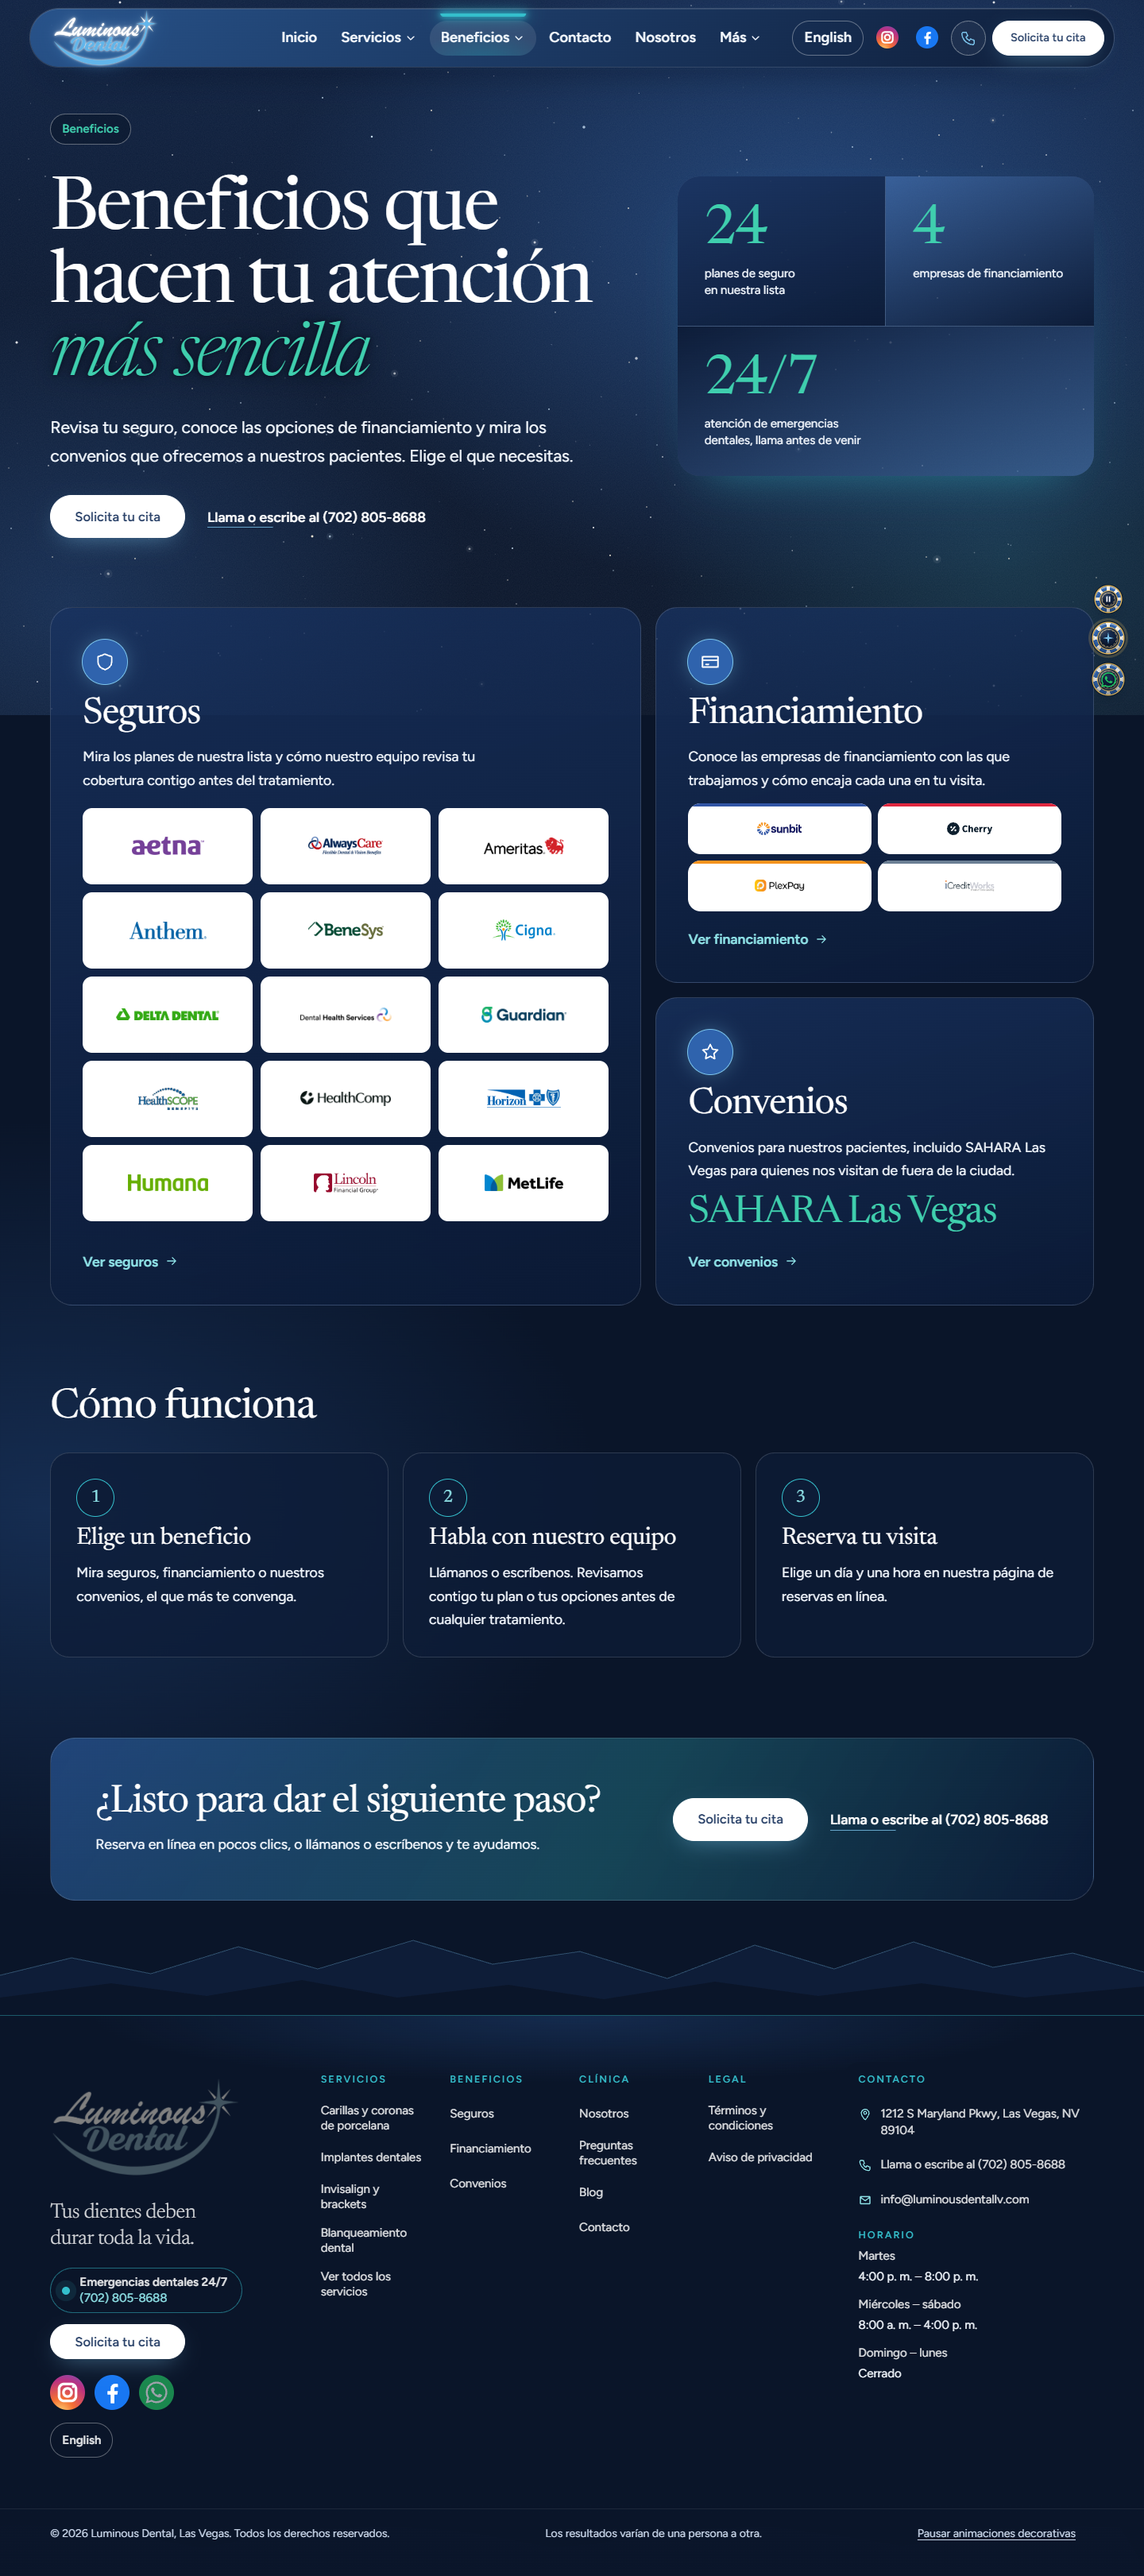 Luminous
Dental
Inicio
Servicios
Beneficios
Contacto
Nosotros
Más
English
Solicita tu cita
Beneficios
Beneficios que
hacen tu atención
más sencilla
Revisa tu seguro, conoce las opciones de financiamiento y mira los
convenios que ofrecemos a nuestros pacientes. Elige el que necesitas.
Solicita tu cita
Llama o escribe al (702) 805-8688
24
planes de seguro
en nuestra lista
4
empresas de financiamiento
24/7
atención de emergencias
dentales, llama antes de venir
Seguros
Mira los planes de nuestra lista y cómo nuestro equipo revisa tu
cobertura contigo antes del tratamiento.
aetna
AlwaysCare
Flexible Dental & Vision Benefits
Ameritas
Anthem
BeneSys
Cigna
DELTA DENTAL
Dental Health Services
Guardian
HealthSCOPE
BENEFITS
HealthComp
Horizon
Humana
Lincoln
Financial Group
MetLife
Ver seguros
Financiamiento
Conoce las empresas de financiamiento con las que
trabajamos y cómo encaja cada una en tu visita.
sunbit
Cherry
PlexPay
iCreditWorks
Ver financiamiento
Convenios
Convenios para nuestros pacientes, incluido SAHARA Las
Vegas para quienes nos visitan de fuera de la ciudad.
SAHARA Las Vegas
Ver convenios
Cómo funciona
1
Elige un beneficio
Mira seguros, financiamiento o nuestros
convenios, el que más te convenga.
2
Habla con nuestro equipo
Llámanos o escríbenos. Revisamos
contigo tu plan o tus opciones antes de
cualquier tratamiento.
3
Reserva tu visita
Elige un día y una hora en nuestra página de
reservas en línea.
¿Listo para dar el siguiente paso?
Reserva en línea en pocos clics, o llámanos o escríbenos y te ayudamos.
Solicita tu cita
Llama o escribe al (702) 805-8688
Luminous
Dental
Tus dientes deben
durar toda la vida.
Emergencias dentales 24/7
(702) 805-8688
Solicita tu cita
English
SERVICIOS
Carillas y coronas
de porcelana
Implantes dentales
Invisalign y
brackets
Blanqueamiento
dental
Ver todos los
servicios
BENEFICIOS
Seguros
Financiamiento
Convenios
CLÍNICA
Nosotros
Preguntas
frecuentes
Blog
Contacto
LEGAL
Términos y
condiciones
Aviso de privacidad
CONTACTO
1212 S Maryland Pkwy, Las Vegas, NV
89104
Llama o escribe al (702) 805-8688
info@luminousdentallv.com
HORARIO
Martes
4:00 p. m. – 8:00 p. m.
Miércoles – sábado
8:00 a. m. – 4:00 p. m.
Domingo – lunes
Cerrado
© 2026 Luminous Dental, Las Vegas. Todos los derechos reservados.
Los resultados varían de una persona a otra.
Pausar animaciones decorativas